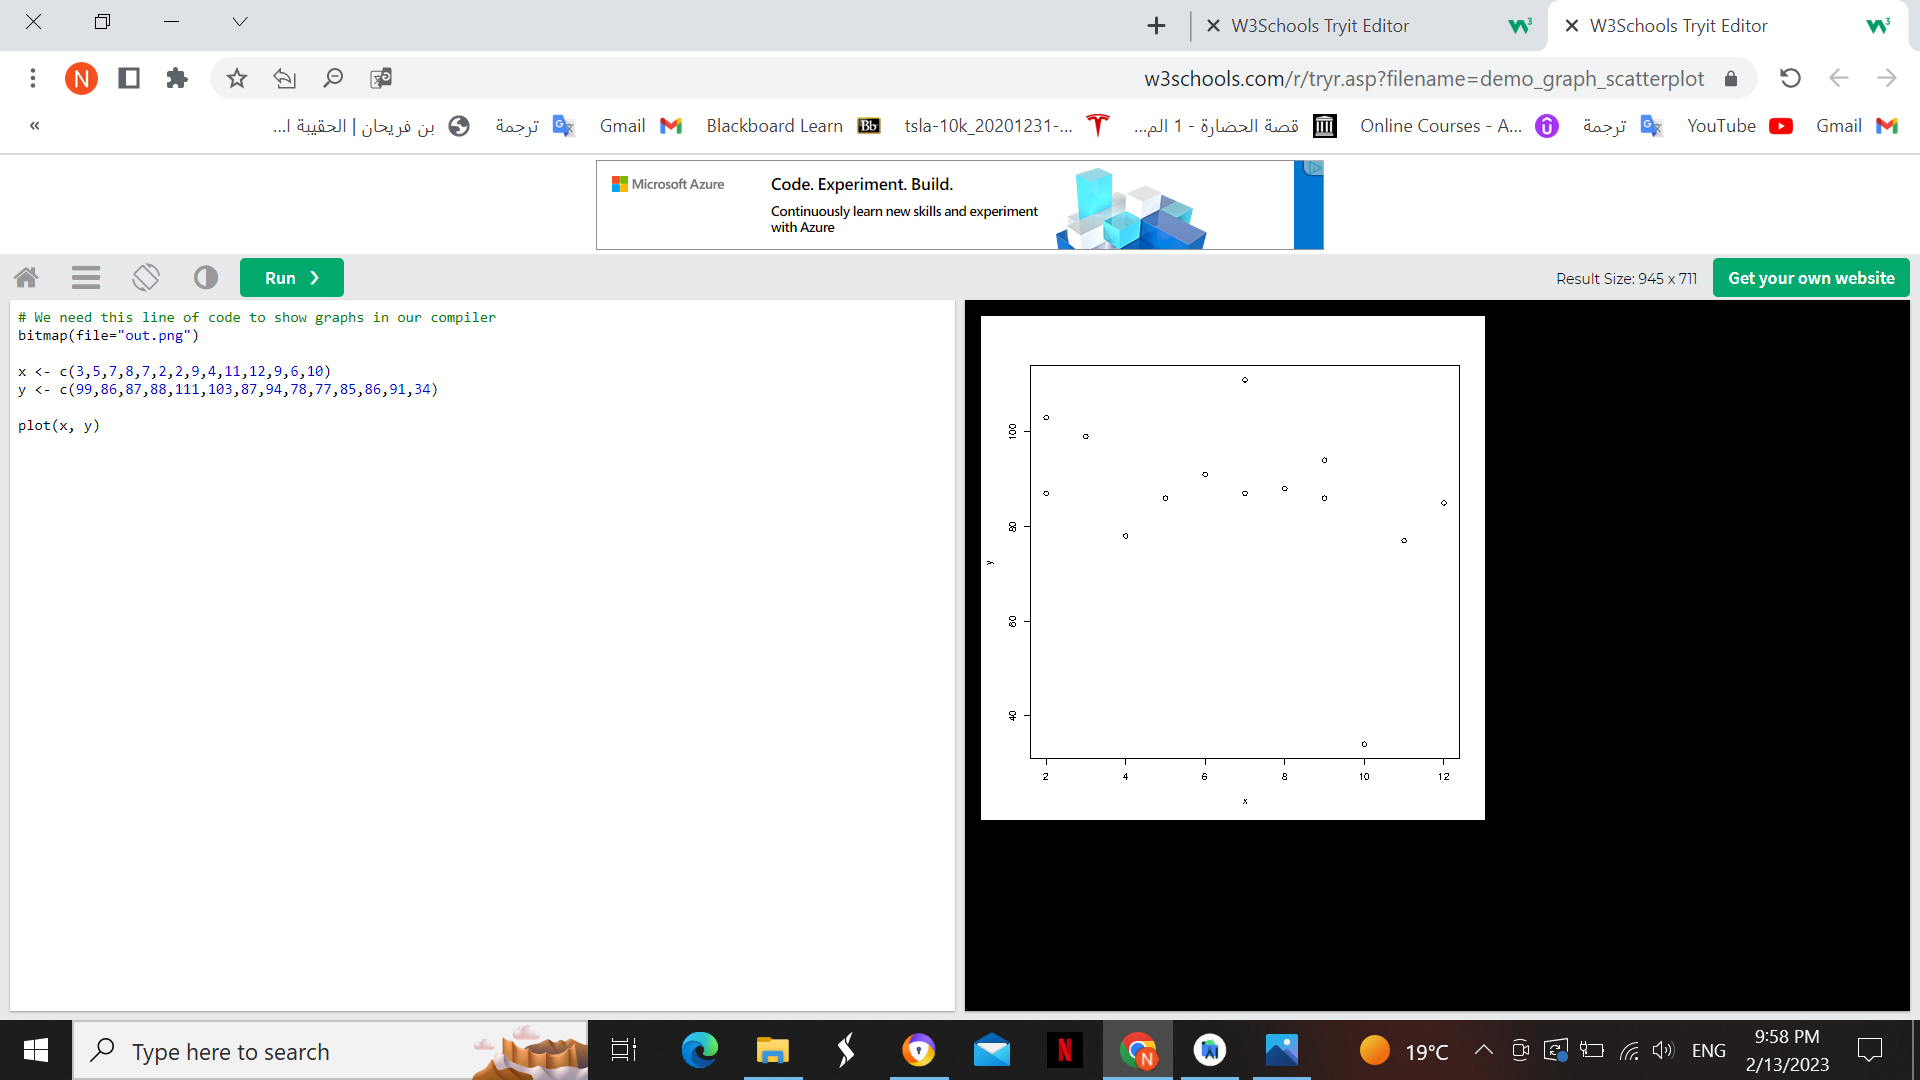 W3Schools Tryit Editor
W3Schools Tryit Editor
N
w3schools.com/r/tryr.asp?filename=demo_graph_scatterplot
«
بن فريحان | الحقيبة ا...
ترجمة
Gmail
Blackboard Learn
Bb
tsla-10k_20201231-...
قصة الحضارة - 1 الم...
Online Courses - A...
ترجمة
YouTube
Gmail
Microsoft Azure
Code. Experiment. Build.
Continuously learn new skills and experiment
with Azure
Run ❯
Result Size: 945 x 711
Get your own website
# We need this line of code to show graphs in our compiler
bitmap(file="out.png")
x <- c(3,5,7,8,7,2,2,9,4,11,12,9,6,10)
y <- c(99,86,87,88,111,103,87,94,78,77,85,86,91,34)
plot(x, y)
100
80
60
40
y
2 4 6 8 10 12
x
Type here to search
19°C
ENG
9:58 PM
2/13/2023